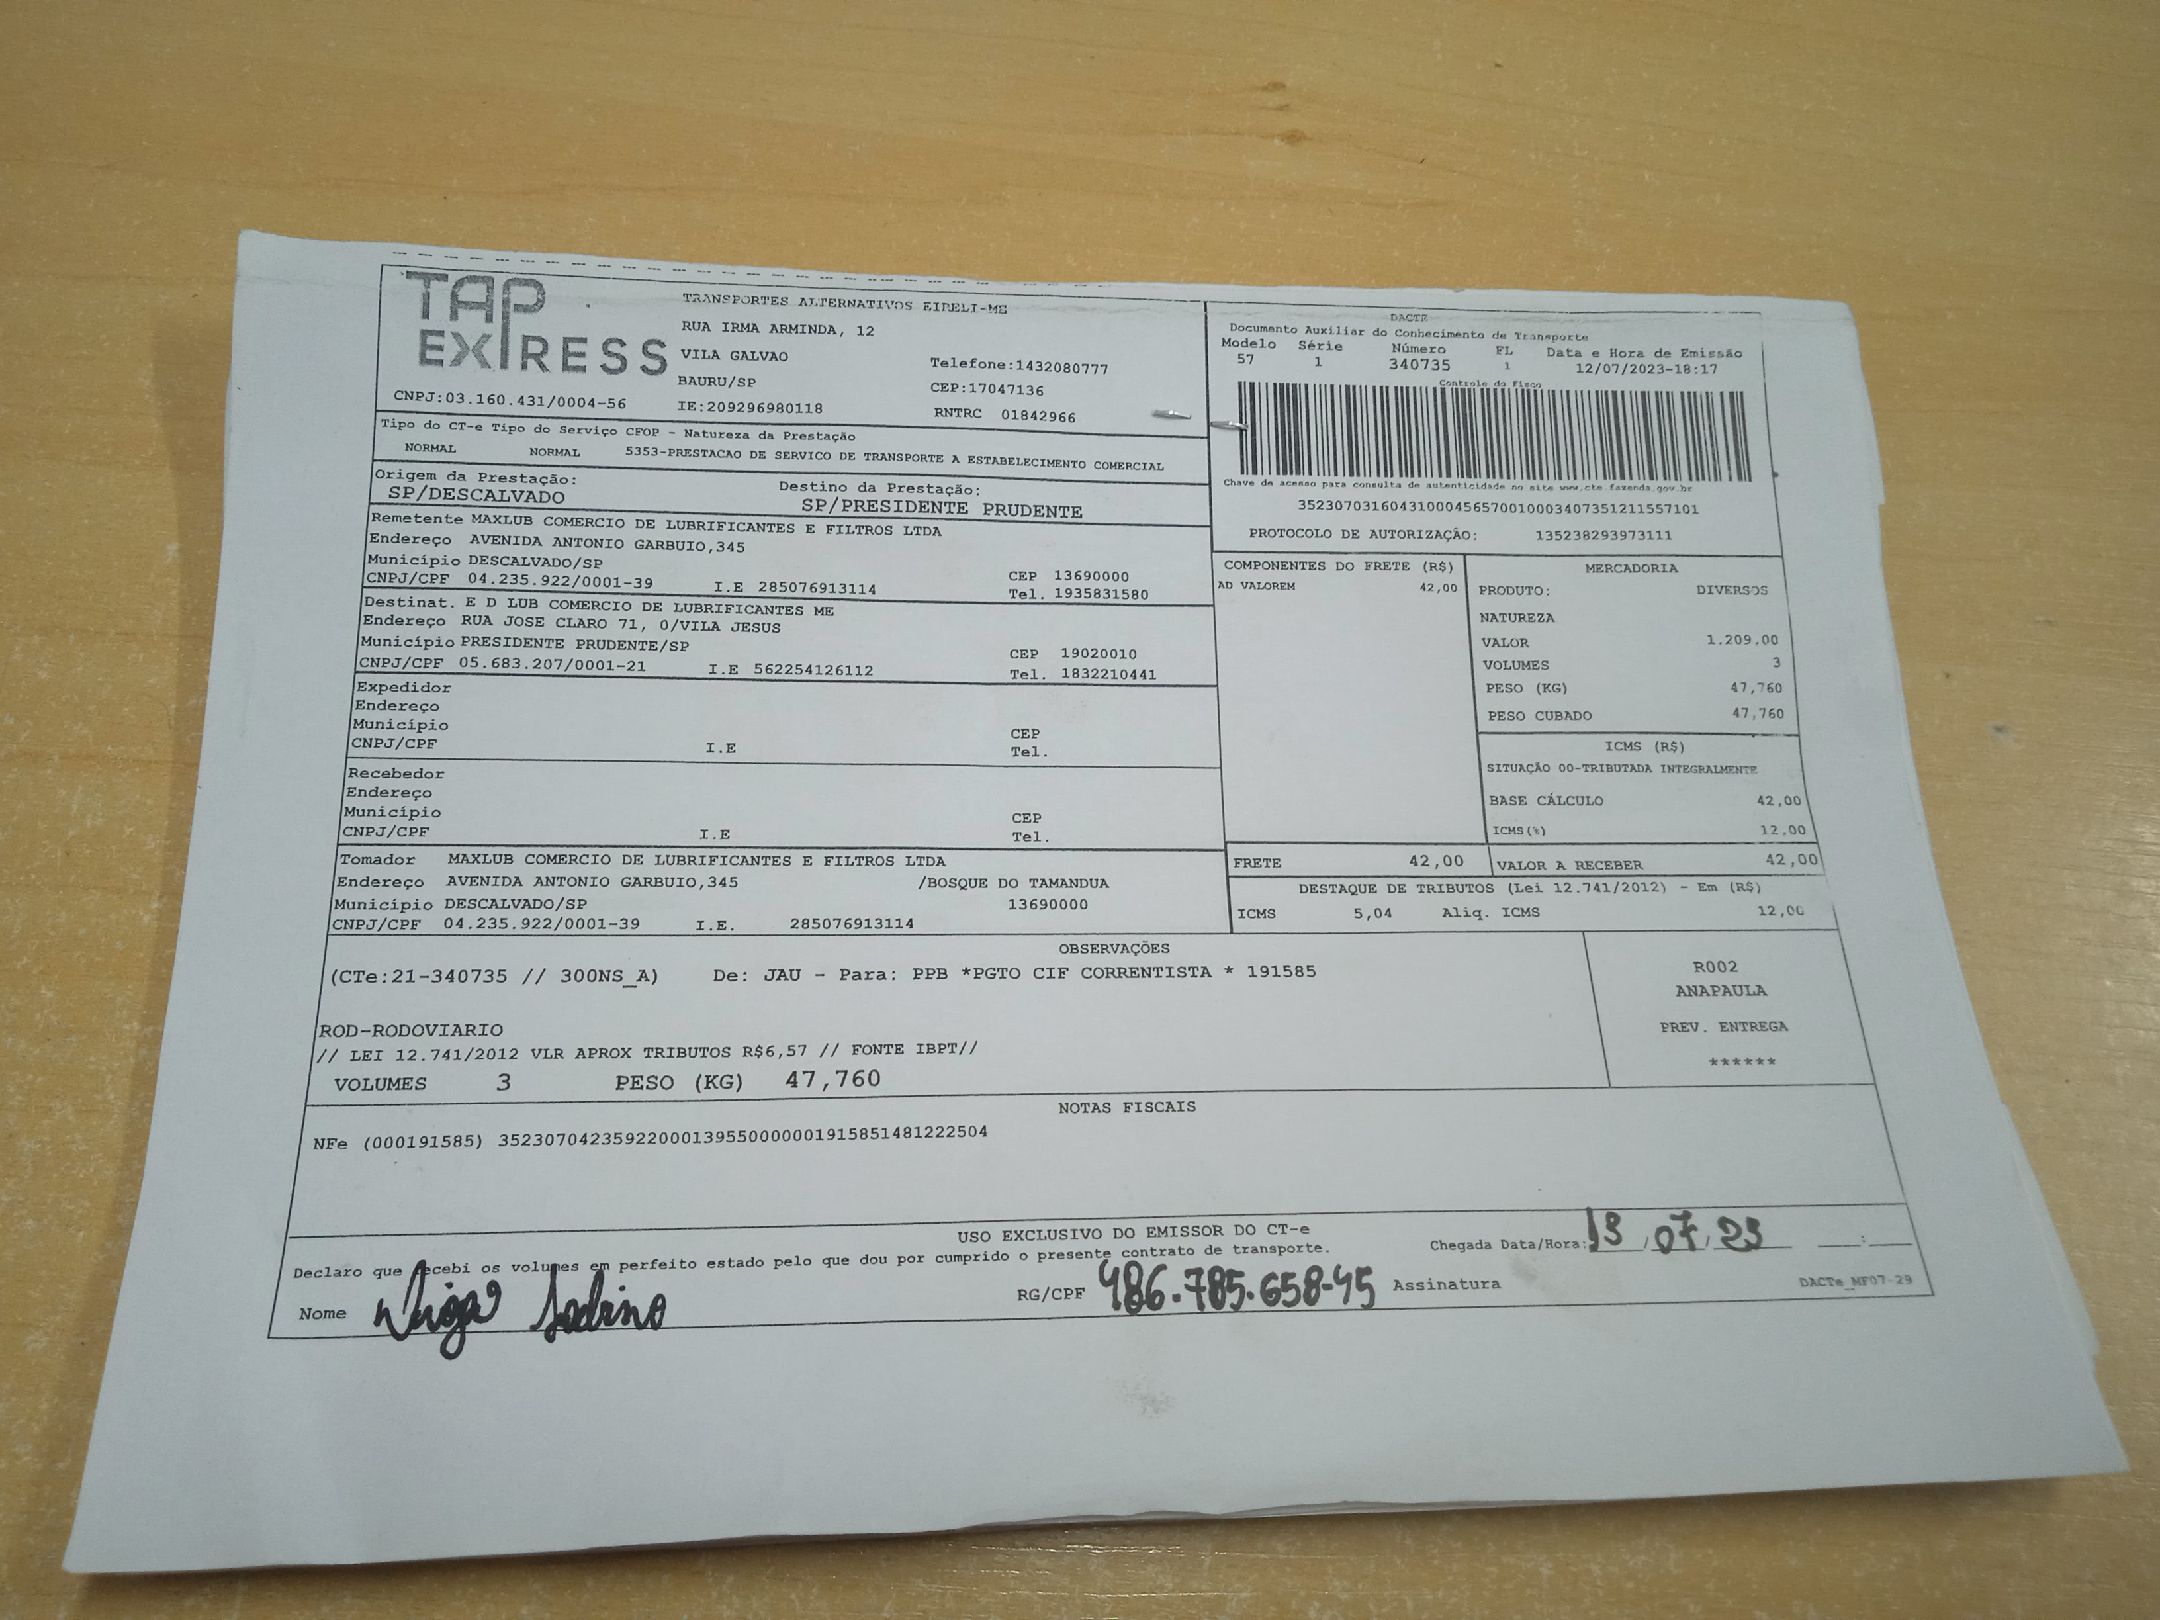 TAP
EXPRESS
CNPJ:03.160.431/0004-56
TRANSPORTES ALTERNATIVOS EIRELI-ME
RUA IRMA ARMINDA, 12
VILA GALVAO
Telefone:1432080777
BAURU/SP
CEP:17047136
IE:209296980118
RNTRC 01842966
DACTE
Documento Auxiliar do Conhecimento de Transporte
Modelo Série Número FL Data e Hora de Emissão
57 1 340735 1 12/07/2023-18:17
Controle do Fisco
Chave de acesso para consulta de autenticidade no site www.cte.fazenda.gov.br
35230703160431000456570010003407351211557101
PROTOCOLO DE AUTORIZAÇÃO: 135238293973111
Tipo do CT-e Tipo do Serviço CFOP - Natureza da Prestação
NORMAL NORMAL 5353-PRESTACAO DE SERVICO DE TRANSPORTE A ESTABELECIMENTO COMERCIAL
Origem da Prestação: Destino da Prestação:
SP/DESCALVADO SP/PRESIDENTE PRUDENTE
Remetente MAXLUB COMERCIO DE LUBRIFICANTES E FILTROS LTDA
Endereço AVENIDA ANTONIO GARBUIO,345
Município DESCALVADO/SP CEP 13690000
CNPJ/CPF 04.235.922/0001-39 I.E 285076913114 Tel. 1935831580
Destinat. E D LUB COMERCIO DE LUBRIFICANTES ME
Endereço RUA JOSE CLARO 71, 0/VILA JESUS
Município PRESIDENTE PRUDENTE/SP CEP 19020010
CNPJ/CPF 05.683.207/0001-21 I.E 562254126112 Tel. 1832210441
Expedidor
Endereço
Município CEP
CNPJ/CPF I.E Tel.
Recebedor
Endereço
Município CEP
CNPJ/CPF I.E Tel.
Tomador MAXLUB COMERCIO DE LUBRIFICANTES E FILTROS LTDA
Endereço AVENIDA ANTONIO GARBUIO,345 /BOSQUE DO TAMANDUA
Município DESCALVADO/SP 13690000
CNPJ/CPF 04.235.922/0001-39 I.E. 285076913114
COMPONENTES DO FRETE (R$)
AD VALOREM 42,00
MERCADORIA
PRODUTO: DIVERSOS
NATUREZA
VALOR 1.209.00
VOLUMES 3
PESO (KG) 47,760
PESO CUBADO 47,760
ICMS (R$)
SITUAÇÃO 00-TRIBUTADA INTEGRALMENTE
BASE CÁLCULO 42,00
ICMS(%) 12,00
FRETE 42,00 VALOR A RECEBER 42,00
DESTAQUE DE TRIBUTOS (Lei 12.741/2012) - Em (R$)
ICMS 5,04 Aliq. ICMS 12,00
OBSERVAÇÕES
(CTe:21-340735 // 300NS_A) De: JAU - Para: PPB *PGTO CIF CORRENTISTA * 191585
ROD-RODOVIARIO
// LEI 12.741/2012 VLR APROX TRIBUTOS R$6,57 // FONTE IBPT//
VOLUMES 3 PESO (KG) 47,760
R002
ANAPAULA
PREV. ENTREGA
******
NOTAS FISCAIS
NFe (000191585) 35230704235922000139550000001915851481222504
USO EXCLUSIVO DO EMISSOR DO CT-e
Declaro que recebi os volumes em perfeito estado pelo que dou por cumprido o presente contrato de transporte.
Chegada Data/Hora: 13 / 07 / 23 :
Nome RG/CPF 486.785.658-45 Assinatura
DACTe_MF07-29